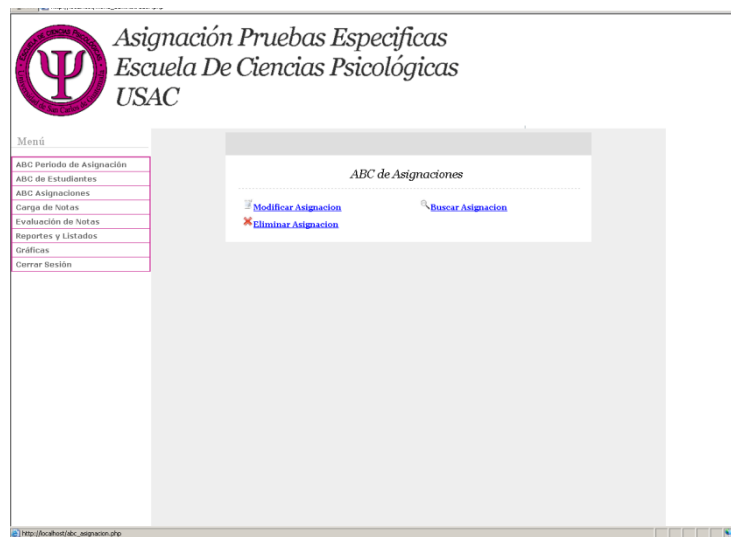 Asignación Pruebas Especificas
Escuela De Ciencias Psicológicas
USAC
Menú
ABC Periodo de Asignación
ABC de Estudiantes
ABC Asignaciones
Carga de Notas
Evaluación de Notas
Reportes y Listados
Gráficas
Cerrar Sesión
ABC de Asignaciones
Modificar Asignacion
Buscar Asignacion
Eliminar Asignacion
http://localhost/abc_asignacion.php